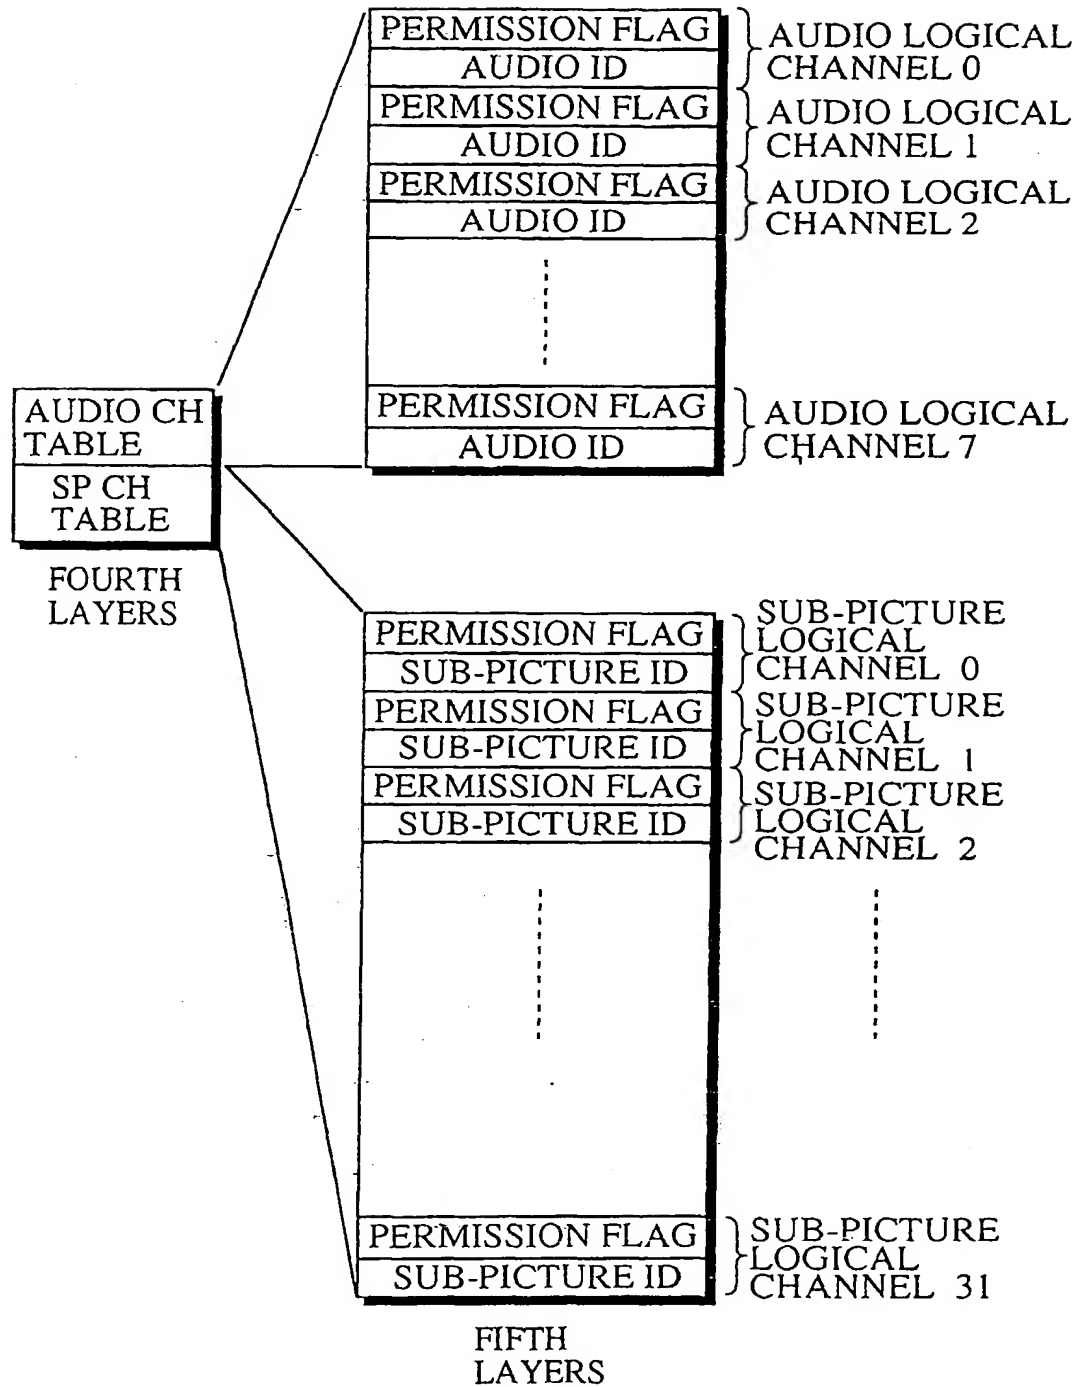 PERMISSION FLAG
AUDIO ID
AUDIO LOGICAL
CHANNEL 0
PERMISSION FLAG
AUDIO ID
AUDIO LOGICAL
CHANNEL 1
PERMISSION FLAG
AUDIO ID
AUDIO LOGICAL
CHANNEL 2
PERMISSION FLAG
AUDIO ID
AUDIO LOGICAL
CHANNEL 7
AUDIO CH
TABLE
SP CH
TABLE
FOURTH
LAYERS
PERMISSION FLAG
SUB-PICTURE ID
SUB-PICTURE
LOGICAL
CHANNEL 0
PERMISSION FLAG
SUB-PICTURE ID
SUB-PICTURE
LOGICAL
CHANNEL 1
PERMISSION FLAG
SUB-PICTURE ID
SUB-PICTURE
LOGICAL
CHANNEL 2
PERMISSION FLAG
SUB-PICTURE ID
SUB-PICTURE
LOGICAL
CHANNEL 31
FIFTH
LAYERS